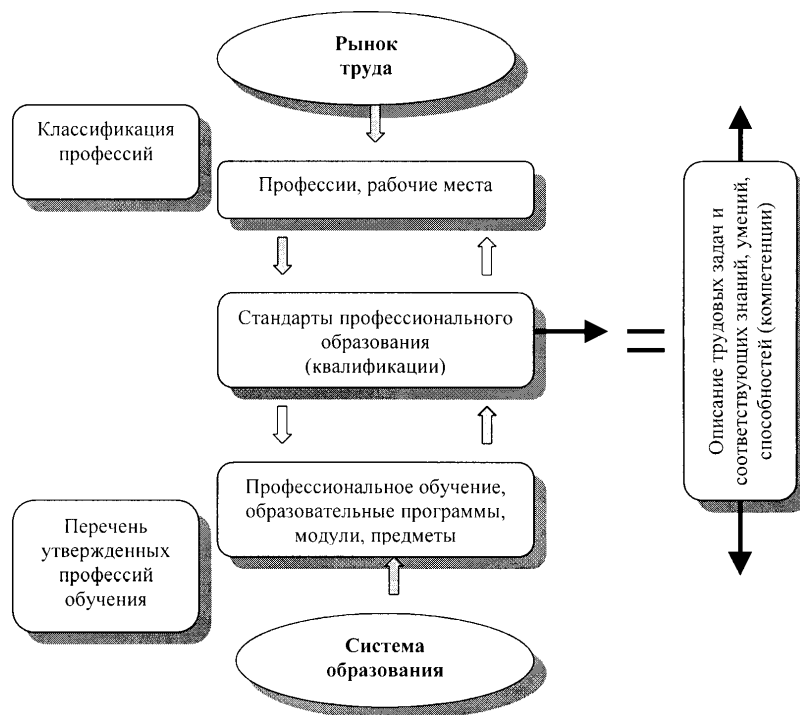 Рынок
труда
Классификация
профессий
Профессии, рабочие места
Стандарты профессионального
образования
(квалификации)
Описание трудовых задач и
соответствующих знаний, умений,
способностей (компетенции)
Профессиональное обучение,
образовательные программы,
модули, предметы
Перечень
утвержденных
профессий
обучения
Система
образования